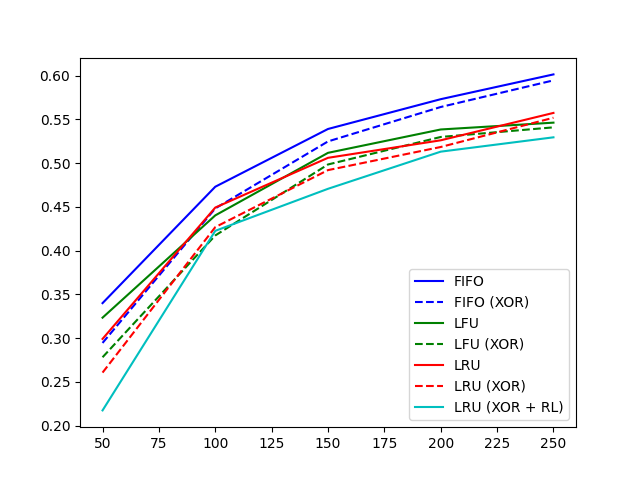 0.60
0.55
0.50
0.45
0.40
0.35
0.30
0.25
0.20
50 75 100 125 150 175 200 225 250
FIFO
FIFO (XOR)
LFU
LFU (XOR)
LRU
LRU (XOR)
LRU (XOR + RL)